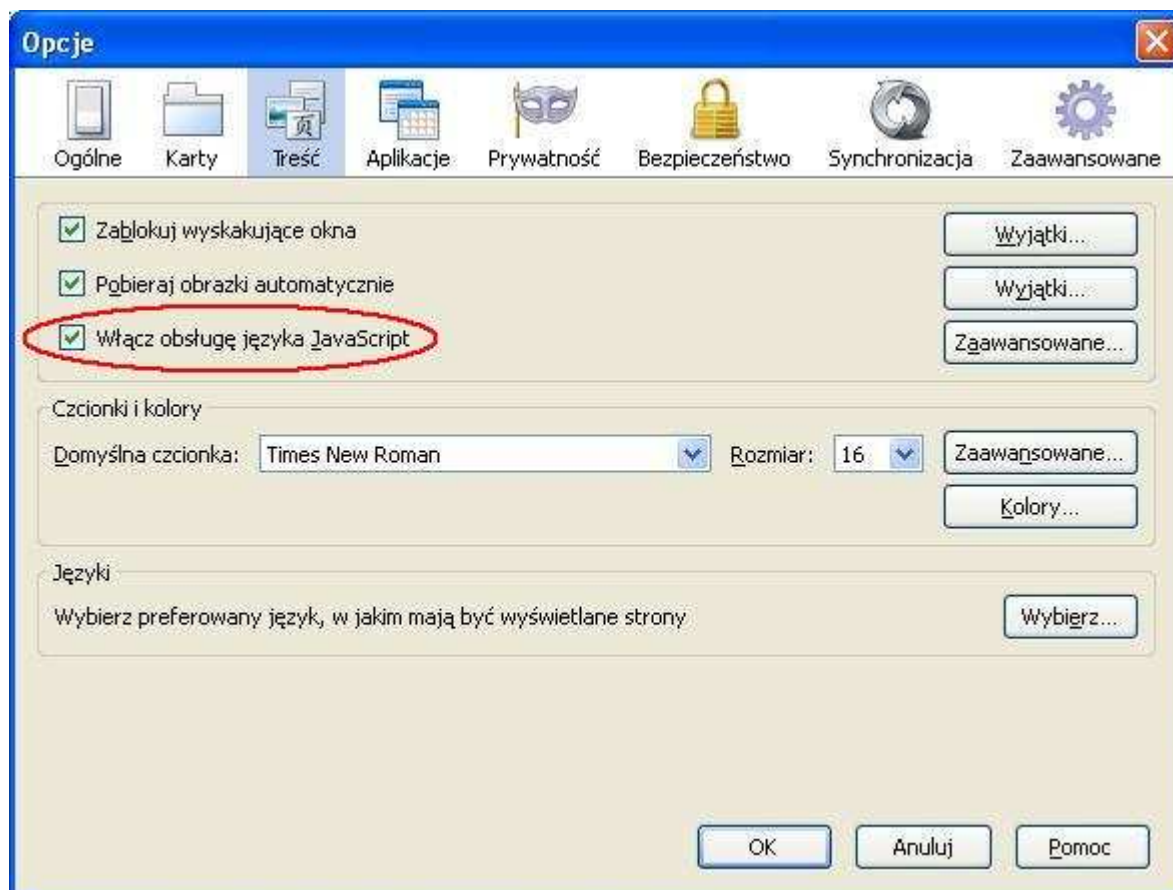 Opcje
Ogólne Karty Treść Aplikacje Prywatność Bezpieczeństwo Synchronizacja Zaawansowane
Zablokuj wyskakujące okna Wyjątki...
Pobieraj obrazki automatycznie Wyjątki...
Włącz obsługę języka JavaScript Zaawansowane...
Czcionki i kolory
Domyślna czcionka: Times New Roman Rozmiar: 16 Zaawansowane...
Kolory...
Języki
Wybierz preferowany język, w jakim mają być wyświetlane strony Wybierz...
OK Anuluj Pomoc